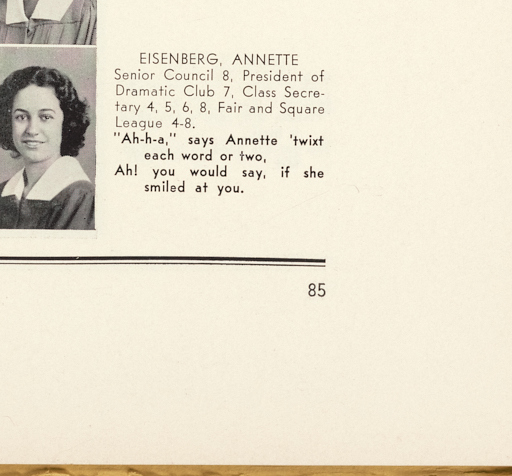 EISENBERG, ANNETTE
Senior Council 8, President of
Dramatic Club 7, Class Secre-
tary 4, 5, 6, 8, Fair and Square
League 4-8.
"Ah-h-a," says Annette 'twixt
each word or two,
Ah! you would say, if she
smiled at you.
85